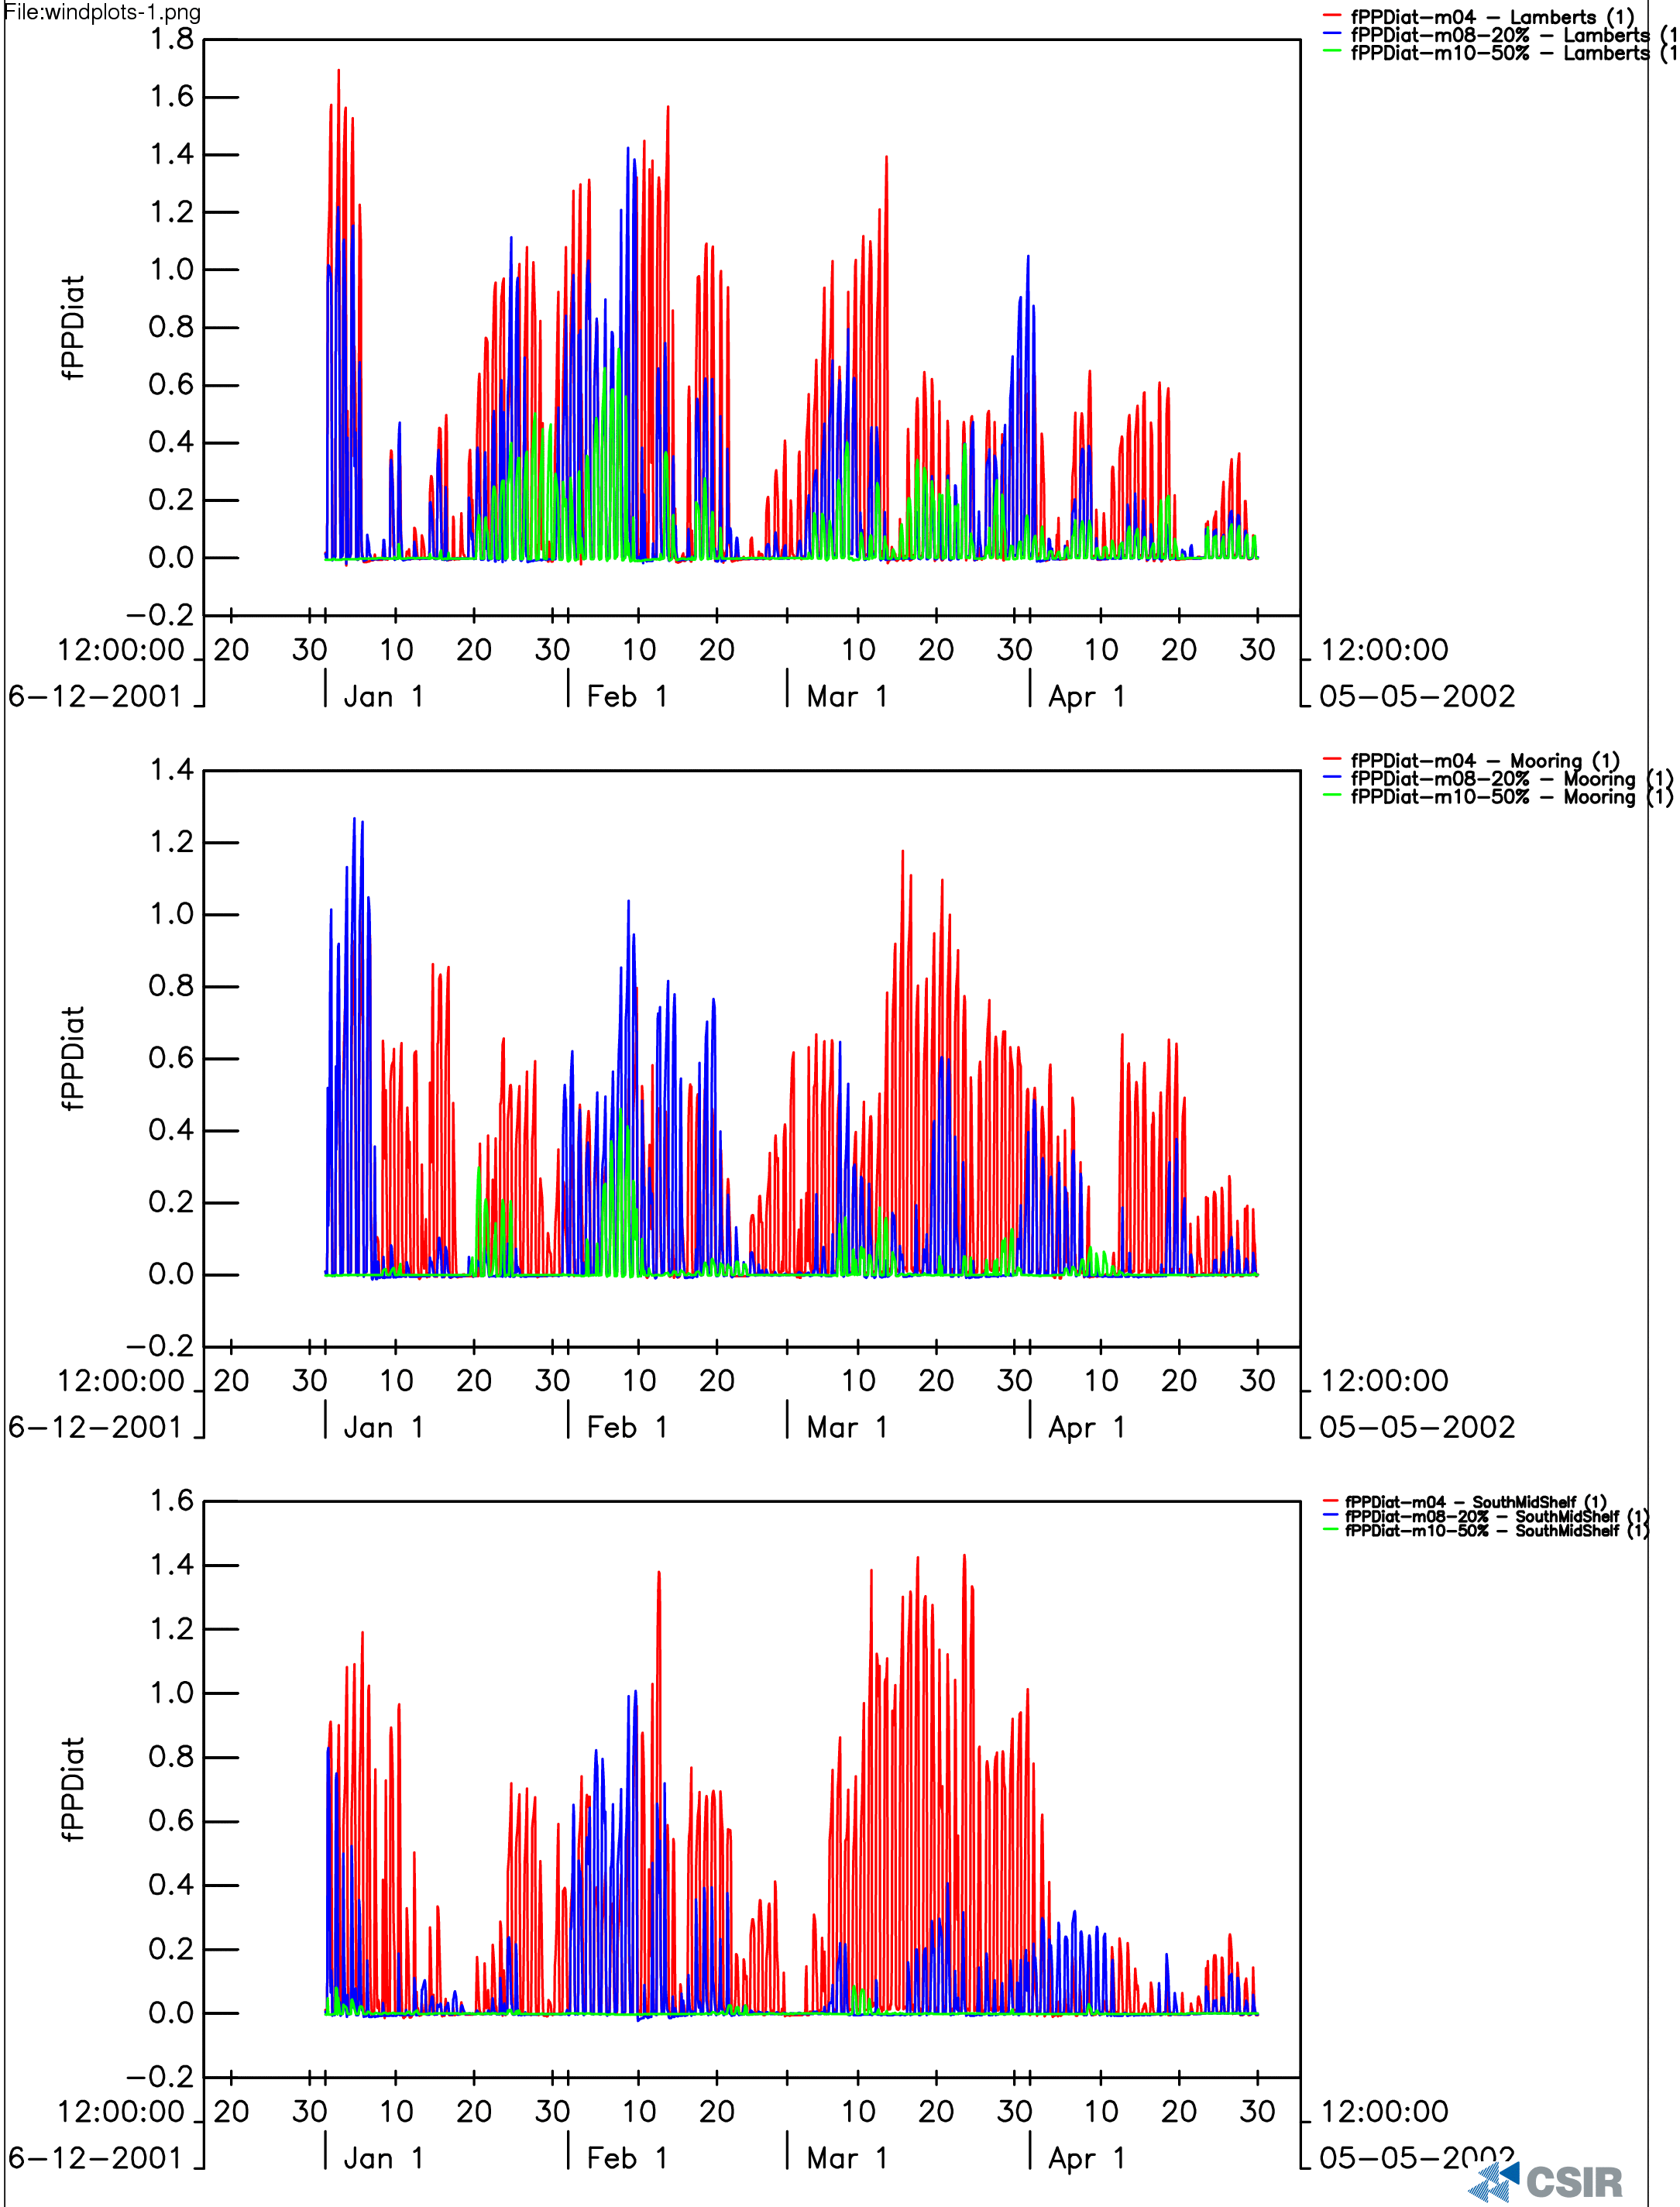 File:windplots-1.png
fPPDiat-m04 - Lamberts (1)
fPPDiat-m08-20% - Lamberts (1
fPPDiat-m10-50% - Lamberts (1
1.8
1.6
1.4
1.2
1.0
0.8
0.6
0.4
0.2
0.0
-0.2
fPPDiat
12:00:00 20 30 10 20 30 10 20 10 20 30 10 20 30 12:00:00
6-12-2001 Jan 1 Feb 1 Mar 1 Apr 1 05-05-2002
fPPDiat-m04 - Mooring (1)
fPPDiat-m08-20% - Mooring (1)
fPPDiat-m10-50% - Mooring (1)
1.4
1.2
1.0
0.8
0.6
0.4
0.2
0.0
-0.2
fPPDiat
12:00:00 20 30 10 20 30 10 20 10 20 30 10 20 30 12:00:00
6-12-2001 Jan 1 Feb 1 Mar 1 Apr 1 05-05-2002
fPPDiat-m04 - SouthMidShelf (1)
fPPDiat-m08-20% - SouthMidShelf (1)
fPPDiat-m10-50% - SouthMidShelf (1)
1.6
1.4
1.2
1.0
0.8
0.6
0.4
0.2
0.0
-0.2
fPPDiat
12:00:00 20 30 10 20 30 10 20 10 20 30 10 20 30 12:00:00
6-12-2001 Jan 1 Feb 1 Mar 1 Apr 1 05-05-2002
CSIR